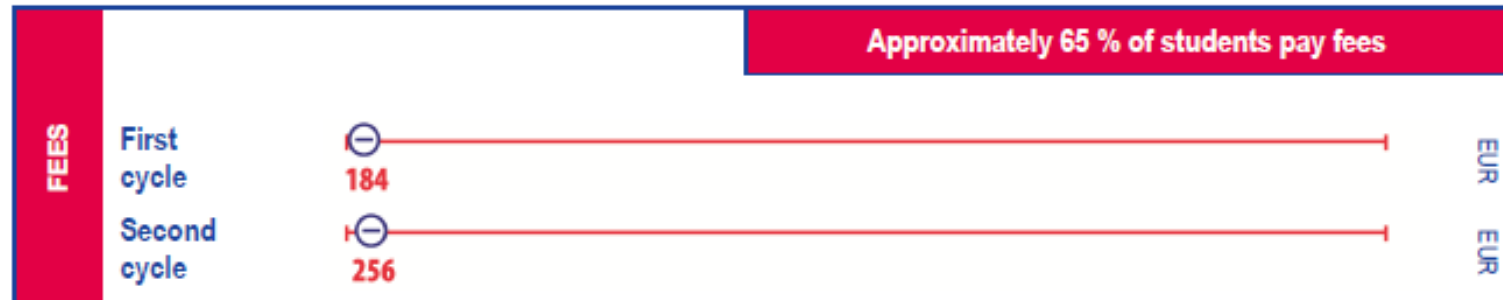 Approximately 65 % of students pay fees
FEES
First
cycle
184
EUR
Second
cycle
256
EUR